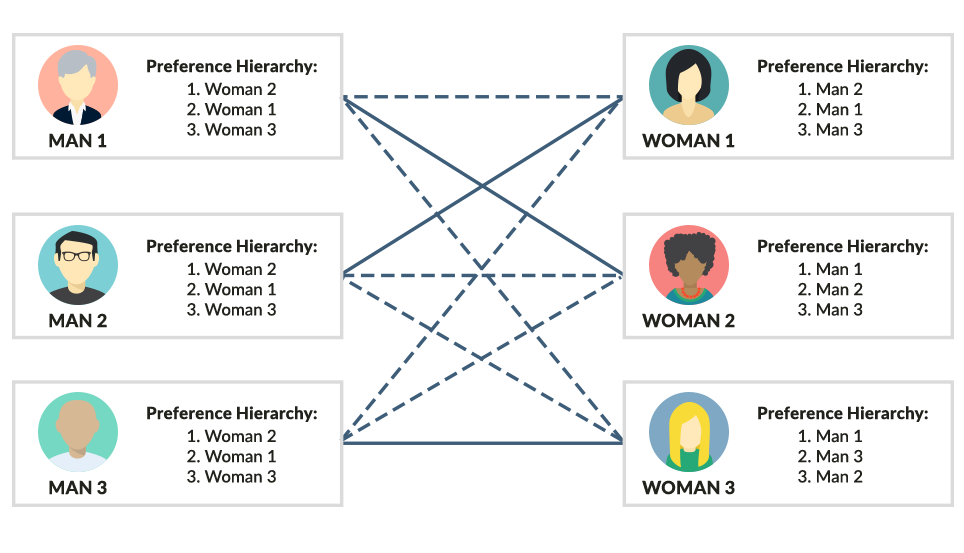 Preference Hierarchy:
1. Woman 2
2. Woman 1
3. Woman 3
MAN 1
Preference Hierarchy:
1. Man 2
2. Man 1
3. Man 3
WOMAN 1
Preference Hierarchy:
1. Woman 2
2. Woman 1
3. Woman 3
MAN 2
Preference Hierarchy:
1. Man 1
2. Man 2
3. Man 3
WOMAN 2
Preference Hierarchy:
1. Woman 2
2. Woman 1
3. Woman 3
MAN 3
Preference Hierarchy:
1. Man 1
2. Man 3
3. Man 2
WOMAN 3